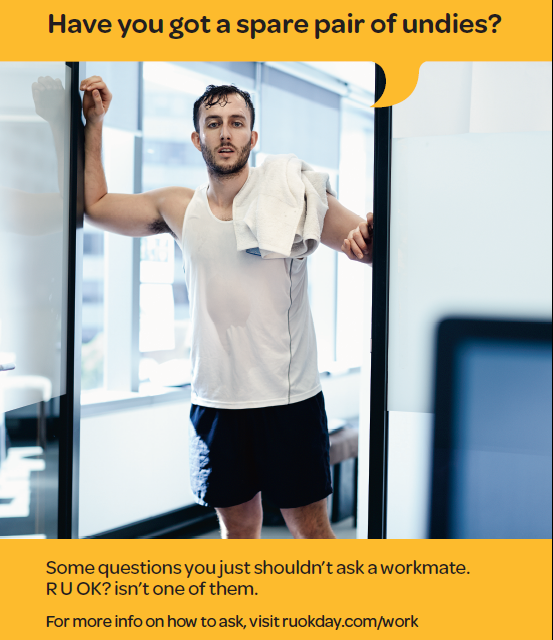 Have you got a spare pair of undies?
Some questions you just shouldn't ask a workmate.
R U OK? isn't one of them.
For more info on how to ask, visit ruokday.com/work